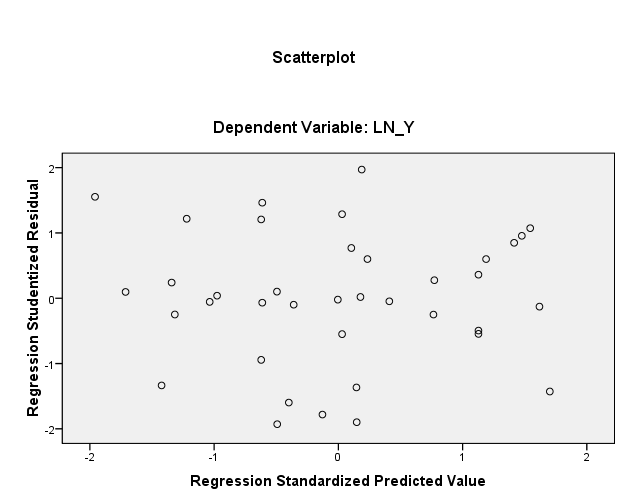 Scatterplot
Dependent Variable: LN_Y
Regression Studentized Residual
2
1
0
-1
-2
-2
-1
0
1
2
Regression Standardized Predicted Value